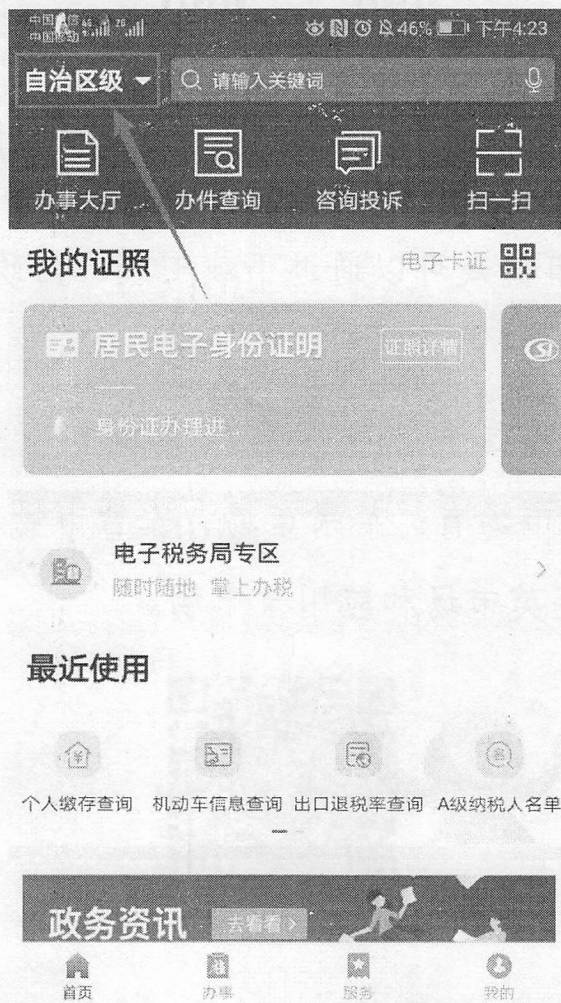 中国电信 4G 2G
中国移动 46% 下午4:23
自治区级 请输入关键词
办事大厅 办件查询 咨询投诉 扫一扫
我的证照 电子卡证
居民电子身份证明 证照详情
身份证办理进...
电子税务局专区
随时随地 掌上办税
最近使用
个人缴存查询 机动车信息查询 出口退税率查询 A级纳税人名单
政务资讯 去看看>
首页 办事 服务 我的